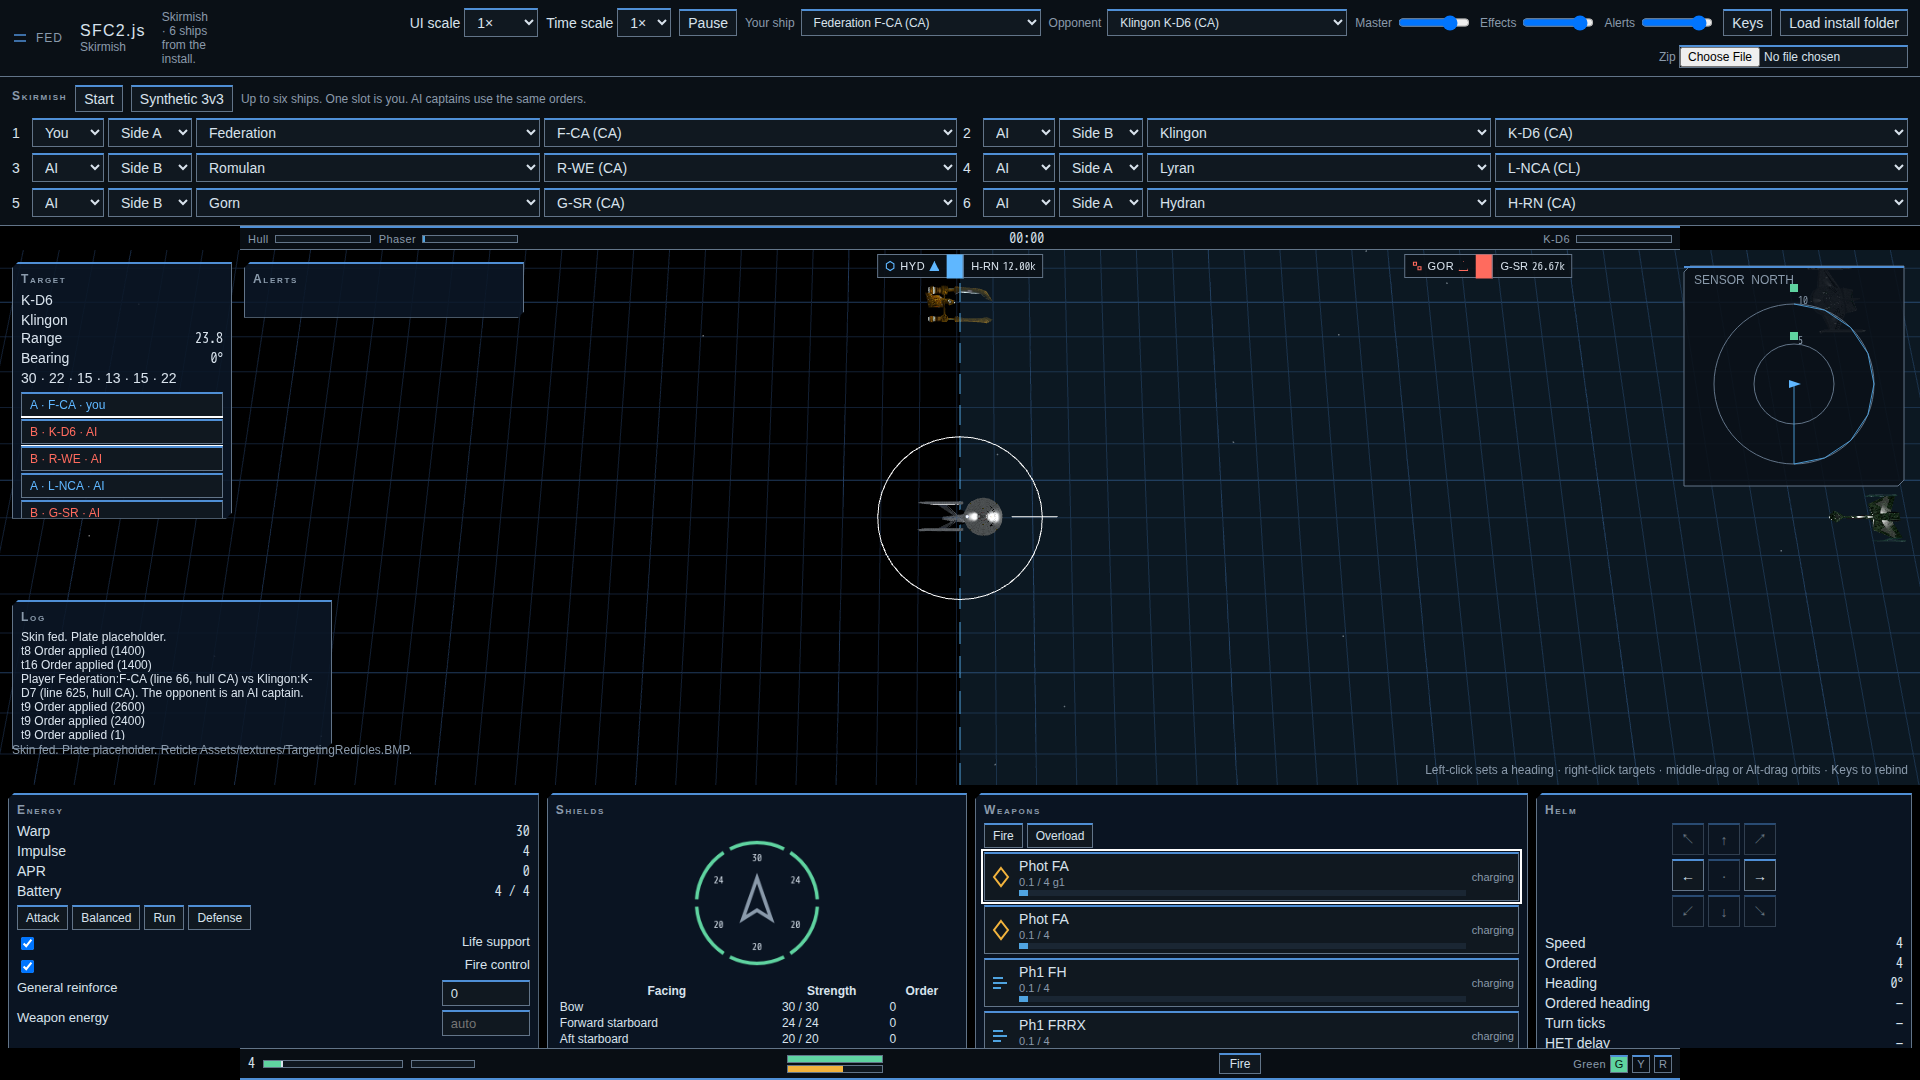 FED
SFC2.js
Skirmish
Skirmish
· 6 ships
from the
install.
UI scale 1× Time scale 1× Pause Your ship Federation F-CA (CA) Opponent Klingon K-D6 (CA) Master Effects Alerts Keys Load install folder
Zip Choose File No file chosen
Skirmish Start Synthetic 3v3 Up to six ships. One slot is you. AI captains use the same orders.
1 You Side A Federation F-CA (CA) 2 AI Side B Klingon K-D6 (CA)
3 AI Side B Romulan R-WE (CA) 4 AI Side A Lyran L-NCA (CL)
5 AI Side B Gorn G-SR (CA) 6 AI Side A Hydran H-RN (CA)
Hull Phaser 00:00 K-D6
Target
K-D6
Klingon
Range 23.8
Bearing 0°
30 · 22 · 15 · 13 · 15 · 22
A · F-CA · you
B · K-D6 · AI
B · R-WE · AI
A · L-NCA · AI
B · G-SR · AI
Alerts
HYD H-RN 12.00k
GOR G-SR 26.67k
SENSOR NORTH
10
5
Log
Skin fed. Plate placeholder.
t8 Order applied (1400)
t16 Order applied (1400)
Player Federation:F-CA (line 66, hull CA) vs Klingon:K-
D7 (line 625, hull CA). The opponent is an AI captain.
t9 Order applied (2600)
t9 Order applied (2400)
t9 Order applied (1)
Skin fed. Plate placeholder. Reticle Assets/textures/TargetingRedicles.BMP.
Left-click sets a heading · right-click targets · middle-drag or Alt-drag orbits · Keys to rebind
Energy
Warp 30
Impulse 4
APR 0
Battery 4 / 4
Attack Balanced Run Defense
Life support
Fire control
General reinforce 0
Weapon energy auto
Shields
30
24 24
20 20
20
Facing Strength Order
Bow 30 / 30 0
Forward starboard 24 / 24 0
Aft starboard 20 / 20 0
Weapons
Fire Overload
Phot FA
0.1 / 4 g1 charging
Phot FA
0.1 / 4 charging
Ph1 FH
0.1 / 4 charging
Ph1 FRRX
0.1 / 4 charging
Helm
↖ ↑ ↗
← · →
↙ ↓ ↘
Speed 4
Ordered 4
Heading 0°
Ordered heading –
Turn ticks –
HET delay –
4 Fire Green G Y R